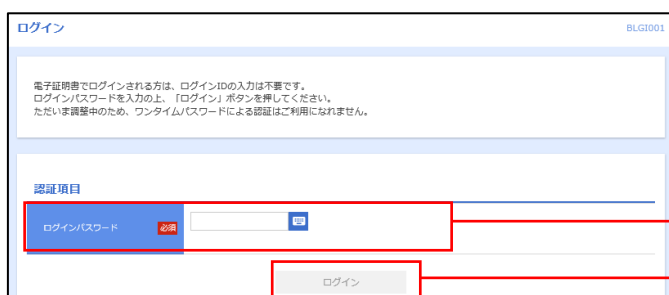 ログイン
BLGI001
電子証明書でログインされる方は、ログインIDの入力は不要です。
ログインパスワードを入力の上、「ログイン」ボタンを押してください。
ただいま調整中のため、ワンタイムパスワードによる認証はご利用になれません。
認証項目
ログインパスワード 必須
ログイン